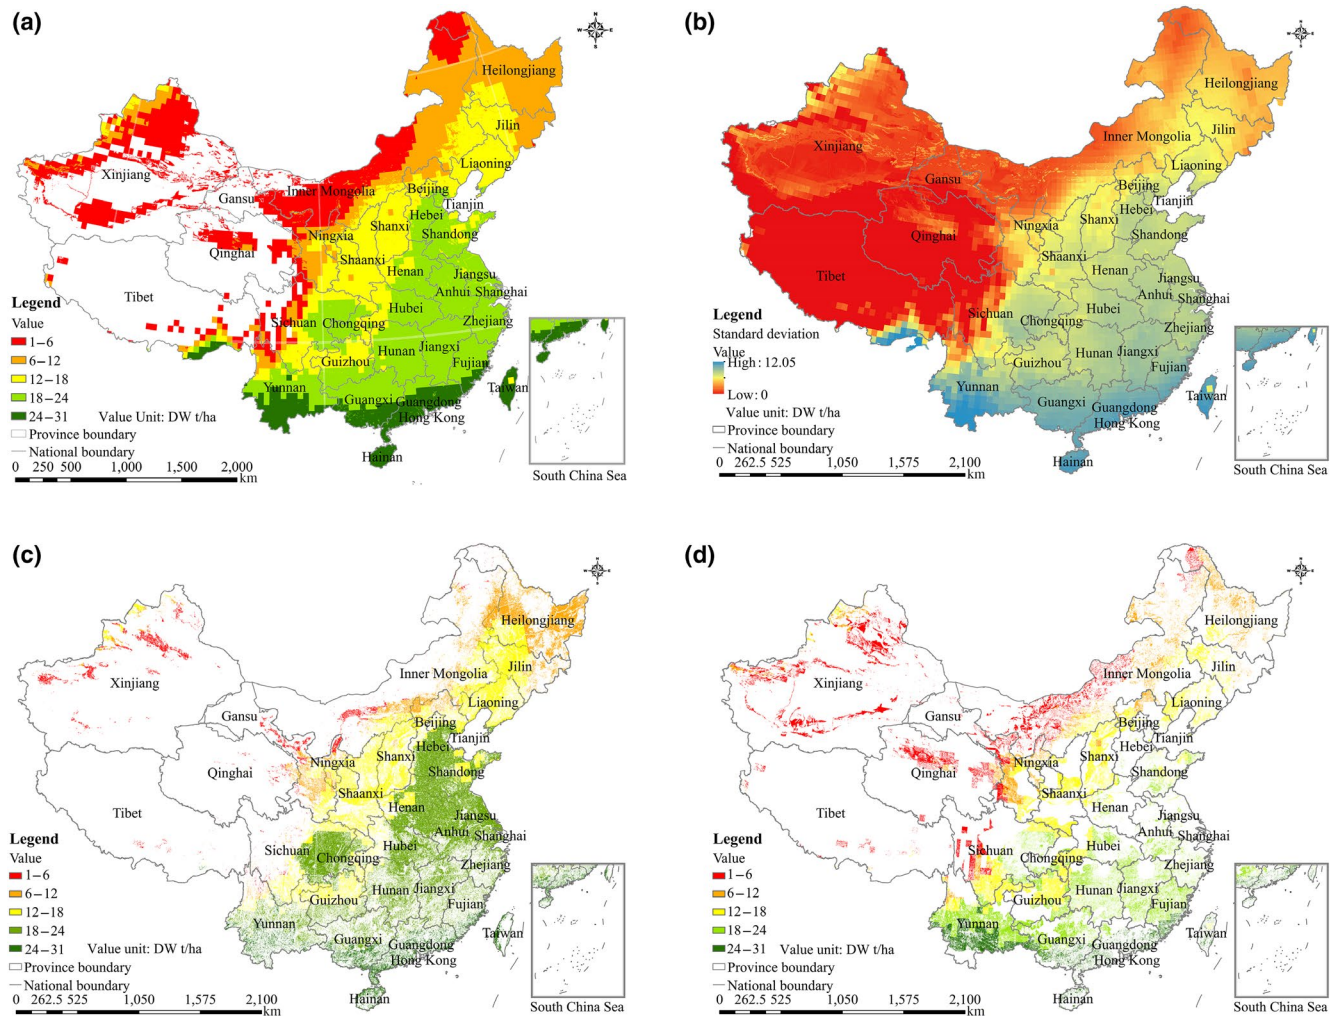 (a)
N
W E
S
Heilongjiang
Jilin
Liaoning
Xinjiang
Gansu
Inner Mongolia
Beijing
Tianjin
Hebei
Shanxi
Shandong
Ningxia
Qinghai
Shaanxi
Henan
Jiangsu
Tibet
Anhui Shanghai
Hubei
Sichuan
Chongqing
Zhejiang
Hunan
Jiangxi
Guizhou
Fujian
Yunnan
Taiwan
Guangxi
Guangdong
Hong Kong
Hainan
Legend
Value
1–6
6–12
12–18
18–24
24–31
Value Unit: DW t/ha
Province boundary
National boundary
0 250 500 1,000 1,500 2,000
km
South China Sea
(b)
N
W E
S
Heilongjiang
Inner Mongolia
Jilin
Xinjiang
Liaoning
Gansu
Beijing
Tianjin
Hebei
Shanxi
Ningxia
Shandong
Qinghai
Shaanxi
Henan
Tibet
Jiangsu
Anhui
Shanghai
Hubei
Sichuan
Chongqing
Zhejiang
Hunan
Jiangxi
Guizhou
Fujian
Yunnan
Taiwan
Guangxi
Guangdong
Hong Kong
Hainan
Legend
Standard deviation
Value
High : 12.05
Low: 0
Value unit: DW t/ha
Province boundary
National boundary
0 262.5 525 1,050 1,575 2,100
km
South China Sea
(c)
N
W E
S
Heilongjiang
Jilin
Inner Mongolia
Xinjiang
Liaoning
Gansu
Beijing
Tianjin
Hebei
Shanxi
Ningxia
Qinghai
Shandong
Shaanxi
Henan
Tibet
Jiangsu
Anhui
Shanghai
Hubei
Sichuan
Chongqing
Zhejiang
Hunan
Jiangxi
Guizhou
Fujian
Yunnan
Taiwan
Guangxi
Guangdong
Hong Kong
Hainan
Legend
Value
1–6
6–12
12–18
18–24
24–31
Value unit: DW t/ha
Province boundary
National boundary
0 262.5 525 1,050 1,575 2,100
km
South China Sea
(d)
N
W E
S
Heilongjiang
Jilin
Inner Mongolia
Xinjiang
Liaoning
Gansu
Beijing
Tianjin
Hebei
Shanxi
Ningxia
Qinghai
Shandong
Shaanxi
Henan
Tibet
Jiangsu
Anhui
Shanghai
Hubei
Sichuan
Chongqing
Zhejiang
Hunan
Jiangxi
Guizhou
Fujian
Yunnan
Taiwan
Guangxi
Guangdong
Hong Kong
Hainan
Legend
Value
1–6
6–12
12–18
18–24
24–31
Value unit: DW t/ha
Province boundary
National boundary
0 262.5 525 1,050 1,575 2,100
km
South China Sea